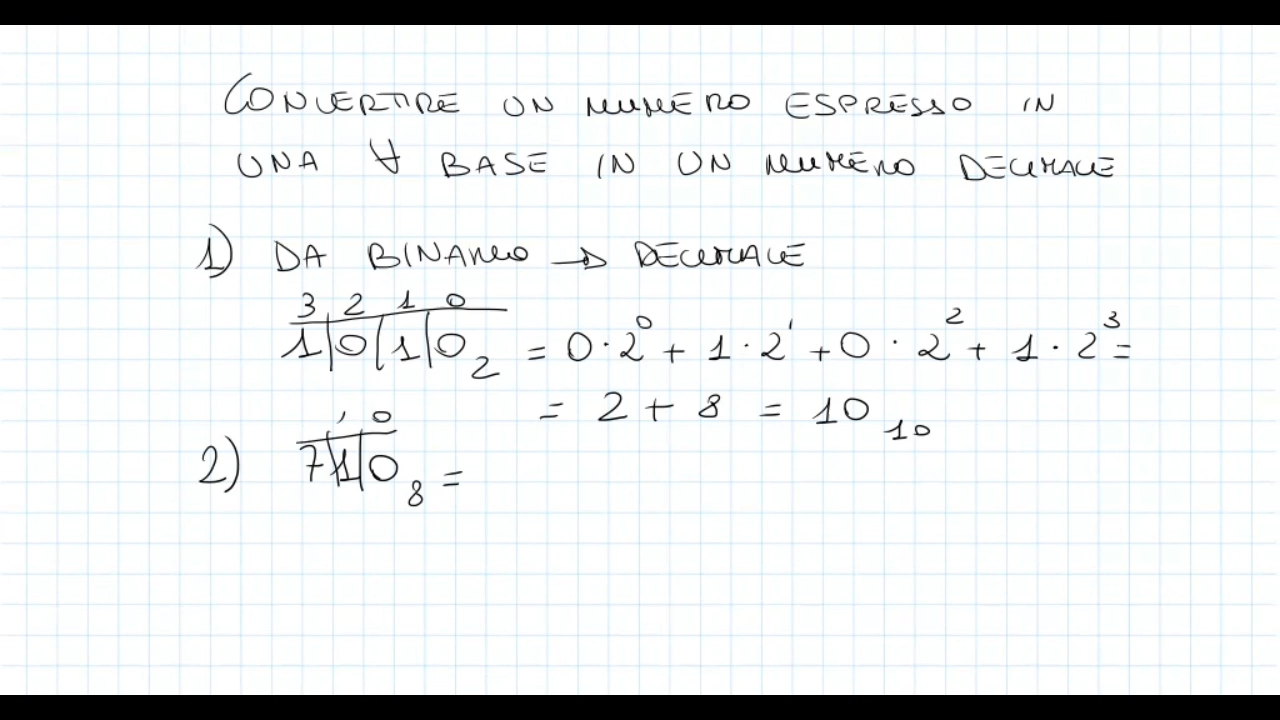 CONVERTIRE UN NUMERO ESPRESSO IN
UNA ∀ BASE IN UN NUMERO DECIMALE
1) DA BINARIO → DECIMALE
3 2 1 0
1|0|1|0₂ = 0·2⁰ + 1·2¹ + 0·2² + 1·2³ =
= 2 + 8 = 10₁₀
1 0
2) 7|1|0₈ =